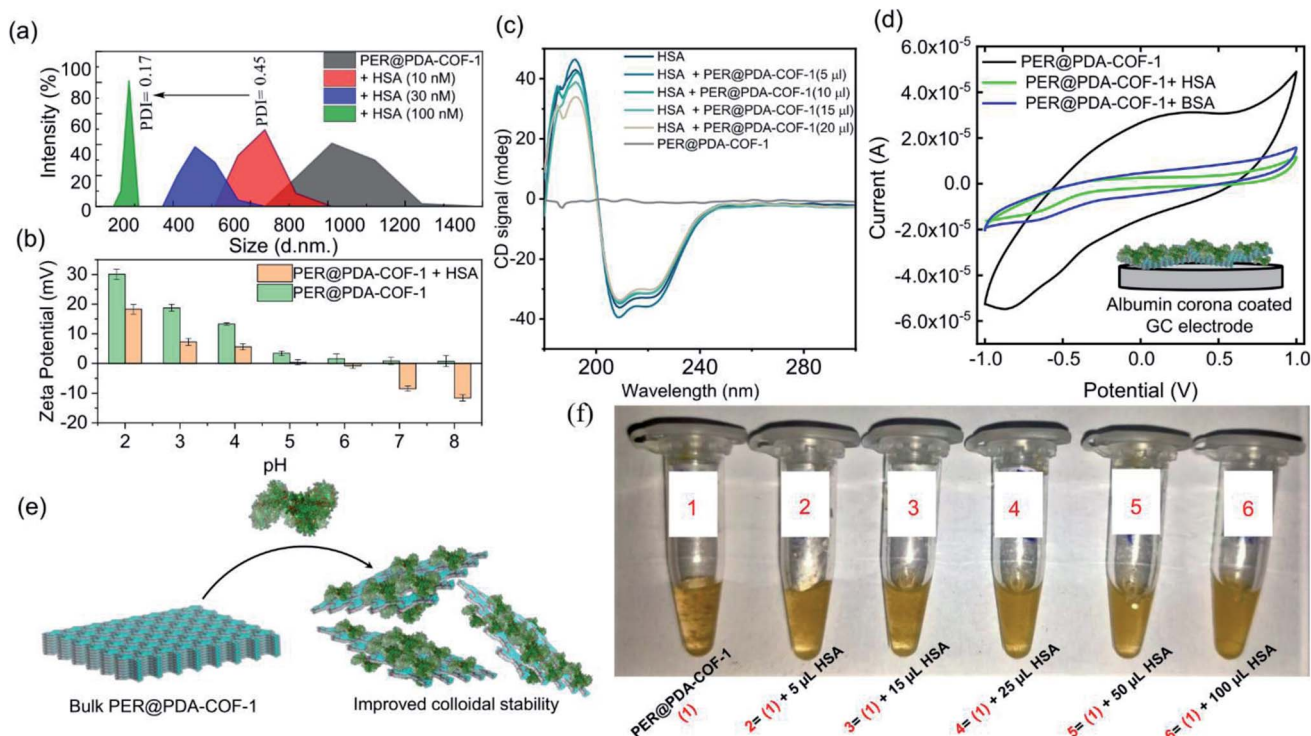 (a)
Intensity (%)
100
80
60
40
20
0
PDI= 0.17
PDI= 0.45
PER@PDA-COF-1
+ HSA (10 nM)
+ HSA (30 nM)
+ HSA (100 nM)
200 400 600 800 1000 1200 1400
Size (d.nm.)
(b)
Zeta Potential (mV)
30
20
10
0
-10
-20
PER@PDA-COF-1 + HSA
PER@PDA-COF-1
2 3 4 5 6 7 8
pH
(c)
CD signal (mdeg)
40
0
-40
HSA
HSA + PER@PDA-COF-1(5 µl)
HSA + PER@PDA-COF-1(10 µl)
HSA + PER@PDA-COF-1(15 µl)
HSA + PER@PDA-COF-1(20 µl)
PER@PDA-COF-1
200 240 280
Wavelength (nm)
(d)
Current (A)
6.0x10⁻⁵
4.0x10⁻⁵
2.0x10⁻⁵
0.0
-2.0x10⁻⁵
-4.0x10⁻⁵
-6.0x10⁻⁵
PER@PDA-COF-1
PER@PDA-COF-1+ HSA
PER@PDA-COF-1+ BSA
Albumin corona coated
GC electrode
-1.0 -0.5 0.0 0.5 1.0
Potential (V)
(e)
Bulk PER@PDA-COF-1
Improved colloidal stability
(f)
1
2
3
4
5
6
PER@PDA-COF-1
(1)
2= (1) + 5 µL HSA
3= (1) + 15 µL HSA
4= (1) + 25 µL HSA
5= (1) + 50 µL HSA
6= (1) + 100 µL HSA